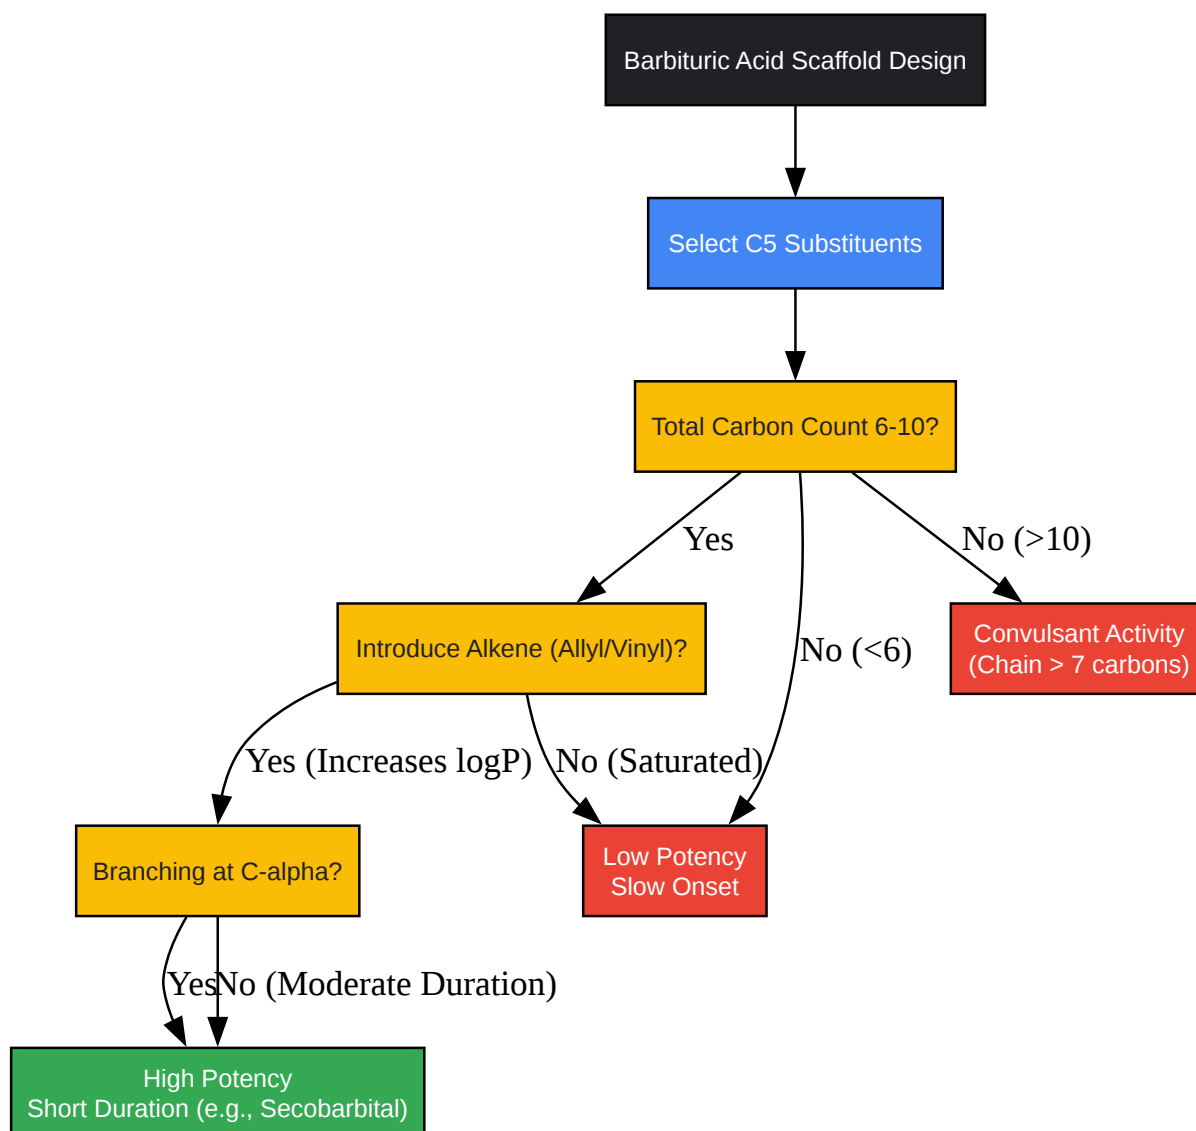 Barbituric Acid Scaffold Design
Select C5 Substituents
Total Carbon Count 6-10?
Yes
No (>10)
Introduce Alkene (Allyl/Vinyl)?
No (<6)
Convulsant Activity
(Chain > 7 carbons)
Yes (Increases logP)
No (Saturated)
Branching at C-alpha?
Low Potency
Slow Onset
Yes
No (Moderate Duration)
High Potency
Short Duration (e.g., Secobarbital)